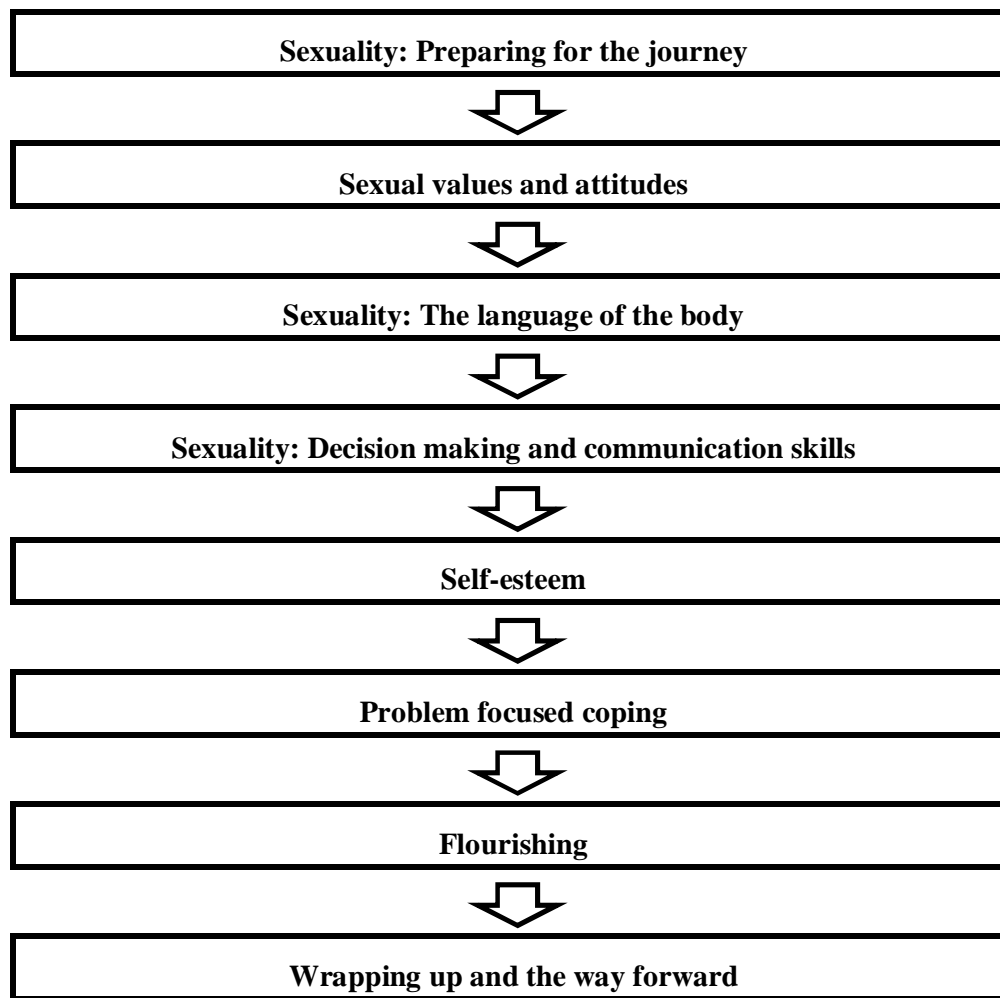 Sexuality: Preparing for the journey
Sexual values and attitudes
Sexuality: The language of the body
Sexuality: Decision making and communication skills
Self-esteem
Problem focused coping
Flourishing
Wrapping up and the way forward